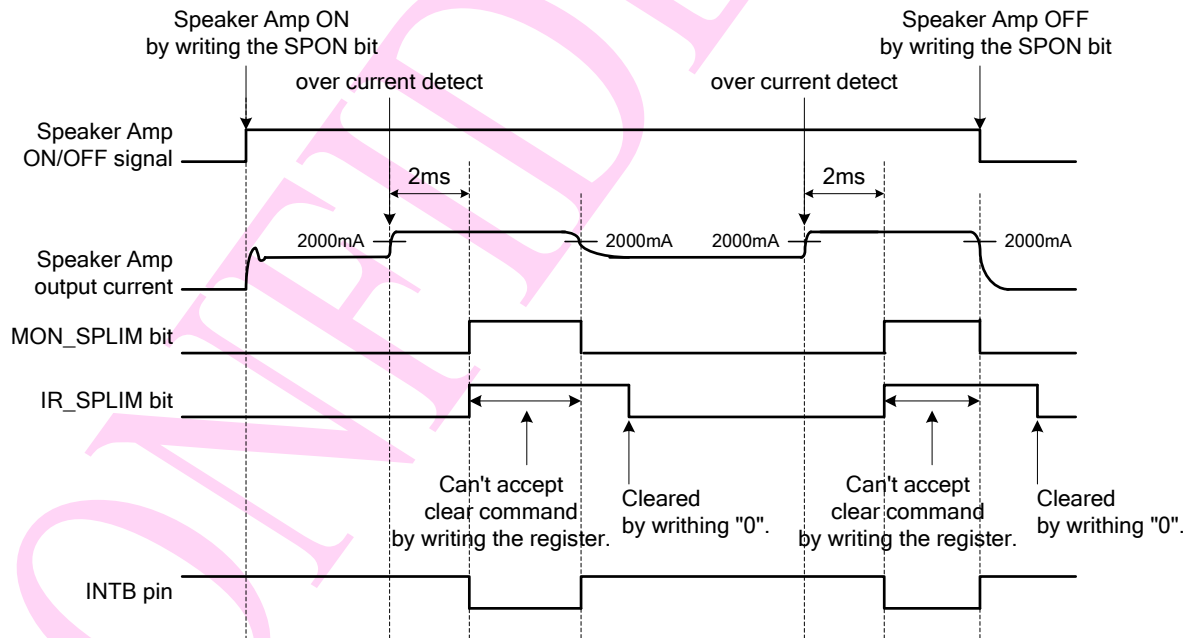 Speaker Amp ON
by writing the SPON bit
Speaker Amp OFF
by writing the SPON bit
over current detect
over current detect
Speaker Amp
ON/OFF signal
2ms
2ms
2000mA
2000mA
2000mA
2000mA
Speaker Amp
output current
MON_SPLIM bit
IR_SPLIM bit
Can't accept
clear command
by writing the register.
Cleared
by writhing "0".
Can't accept
clear command
by writing the register.
Cleared
by writhing "0".
INTB pin